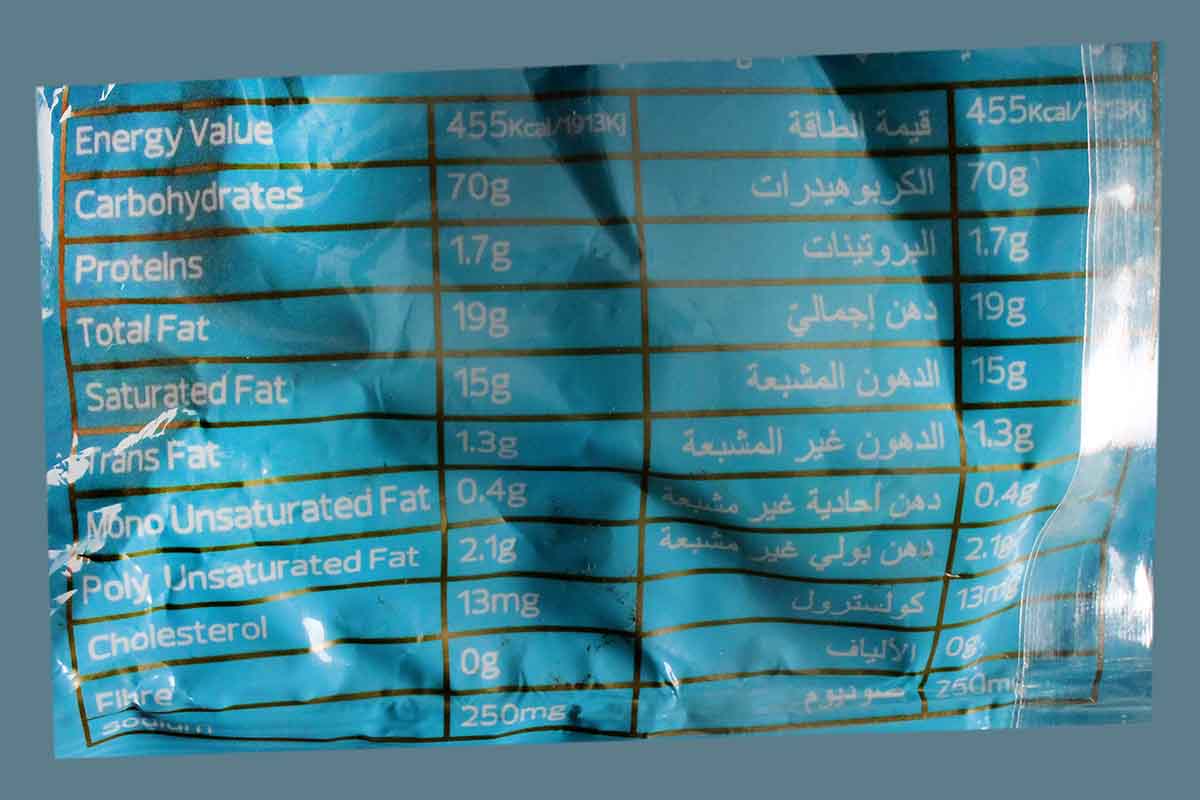 Energy Value 455Kcal/1913Kj قيمة الطاقة 455Kcal/1913Kj
Carbohydrates 70g الكربوهيدرات 70g
Proteins 1.7g البروتينات 1.7g
Total Fat 19g دهن إجماليّ 19g
Saturated Fat 15g الدهون المشبعة 15g
Trans Fat 1.3g الدهون غير المشبعة 1.3g
Mono Unsaturated Fat 0.4g دهن أحادية غير مشبعة 0.4g
Poly Unsaturated Fat 2.1g دهن بولي غير مشبعة 2.1g
Cholesterol 13mg كولسترول 13mg
Fibre 0g الألياف 0g
Sodium 250mg صوديوم 250mg